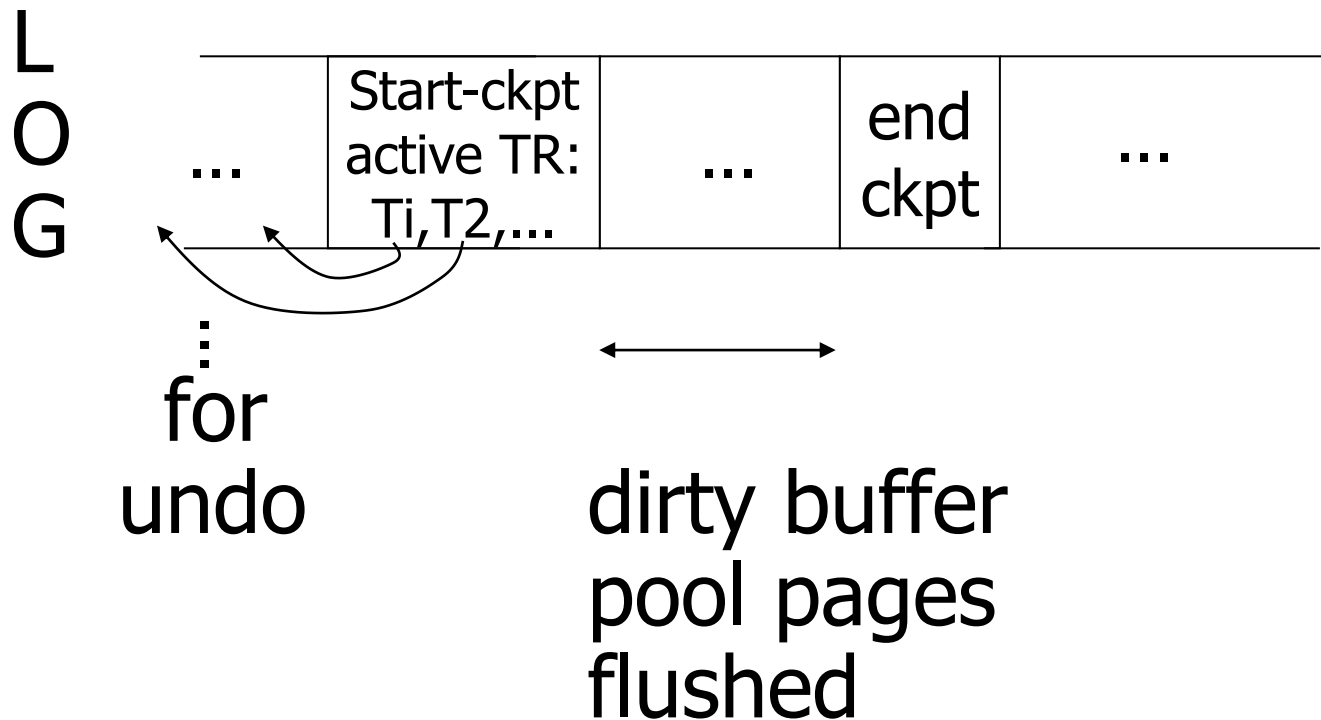 L
O
G
...
Start-ckpt
active TR:
Ti,T2,...
...
end
ckpt
...
...
for
undo
dirty buffer
pool pages
flushed